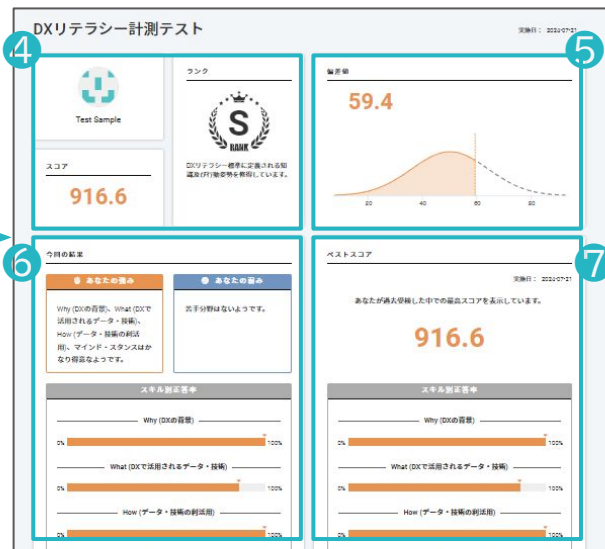 DXリテラシー計測テスト
実施日： 2024-07-21
4
5
Test Sample
ランク
S
RANK
DXリテラシー標準に定義される知
識及び行動姿勢を修得しています。
スコア
916.6
偏差値
59.4
20
40
60
80
6
7
今回の結果
あなたの強み
あなたの弱み
Why (DXの背景)、What (DXで
活用されるデータ・技術)、
How (データ・技術の利活
用)、マインド・スタンスはか
なり得意なようです。
苦手分野はないようです。
スキル別正答率
Why (DXの背景)
0%
100%
What (DXで活用されるデータ・技術)
0%
100%
How (データ・技術の利活用)
0%
100%
ベストスコア
実施日： 2024-07-21
あなたが過去受検した中での最高スコアを表示しています。
916.6
スキル別正答率
Why (DXの背景)
0%
100%
What (DXで活用されるデータ・技術)
0%
100%
How (データ・技術の利活用)
0%
100%